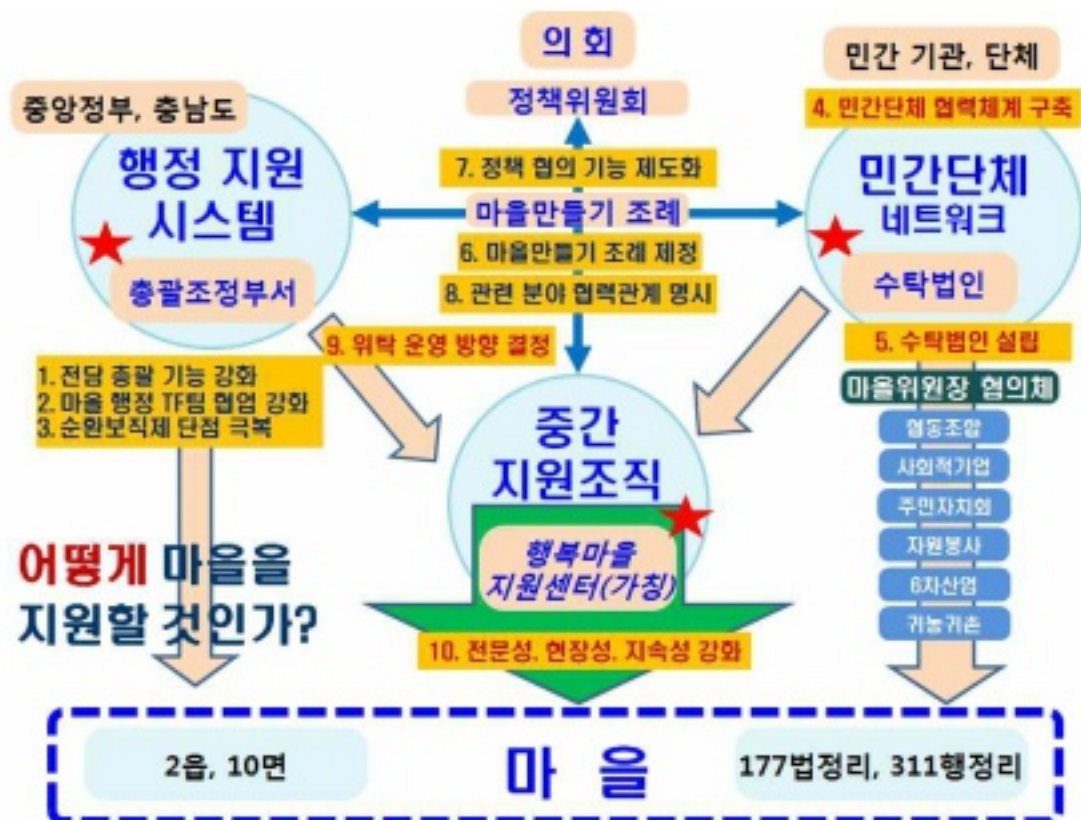 의 회
정책위원회
민간 기관, 단체
중앙정부, 충남도
4. 민간단체 협력체계 구축
행정 지원
시스템
총괄조정부서
7. 정책 협의 기능 제도화
마을만들기 조례
6. 마을만들기 조례 제정
8. 관련 분야 협력관계 명시
민간단체
네트워크
수탁법인
9. 위탁 운영 방향 결정
5. 수탁법인 설립
1. 전담 총괄 기능 강화
2. 마을 행정 TF팀 협업 강화
3. 순환보직제 단점 극복
마을위원장 협의체
협동조합
사회적기업
주민자치회
자원봉사
6차산업
귀농귀촌
중간
지원조직
행복마을
지원센터(가칭)
어떻게 마을을
지원할 것인가?
10. 전문성, 현장성, 지속성 강화
2읍, 10면
마 을
177법정리, 311행정리